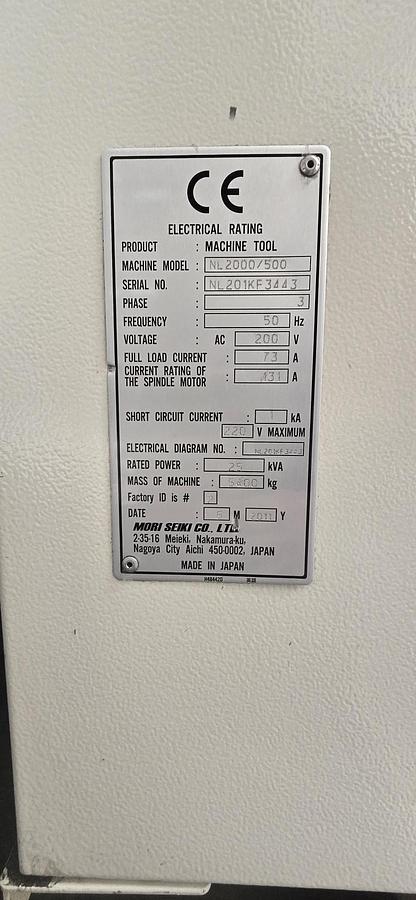 CE
ELECTRICAL RATING
PRODUCT : MACHINE TOOL
MACHINE MODEL : NL2000/500
SERIAL NO. : NL201KF3443
PHASE : 3
FREQUENCY : 50 Hz
VOLTAGE : AC 200 V
FULL LOAD CURRENT : 73 A
CURRENT RATING OF
THE SPINDLE MOTOR : A
SHORT CIRCUIT CURRENT : 1 kA
220 V MAXIMUM
ELECTRICAL DIAGRAM NO. : NL201KF3443
RATED POWER : 25 kVA
MASS OF MACHINE : kg
Factory ID is #
DATE : 5 M 2011 Y
MORI SEIKI CO., LTD.
2-35-16 Meieki, Nakamura-ku,
Nagoya City Aichi 450-0002, JAPAN
MADE IN JAPAN